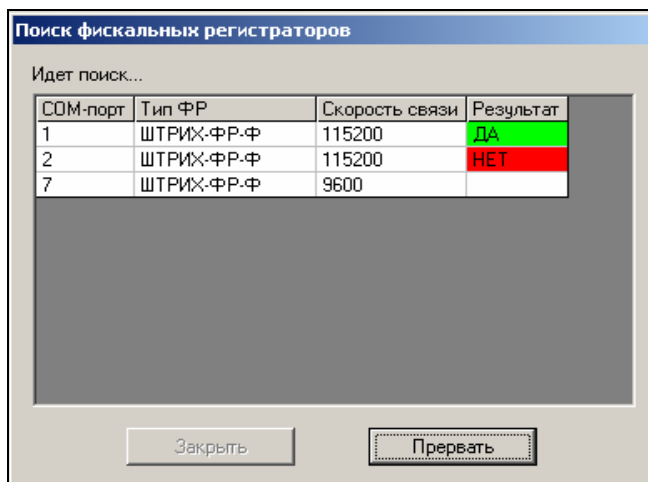 Поиск фискальных регистраторов
Идет поиск...
COM-порт Тип ФР Скорость связи Результат
1 ШТРИХ-ФР-Ф 115200 ДА
2 ШТРИХ-ФР-Ф 115200 НЕТ
7 ШТРИХ-ФР-Ф 9600
Закрыть Прервать